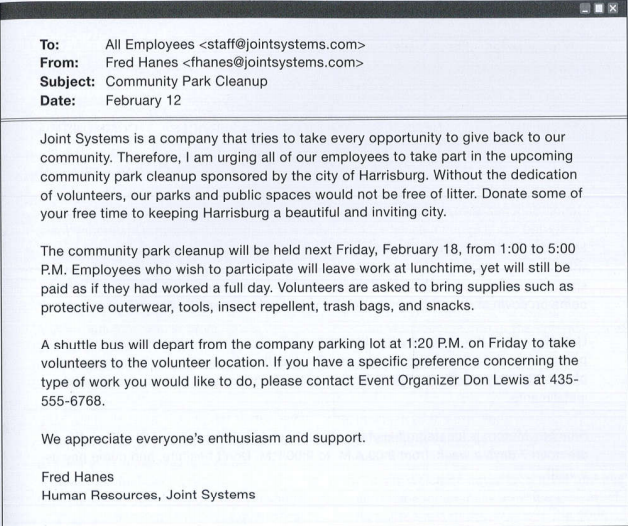 To: All Employees <staff@jointsystems.com>
From: Fred Hanes <fhanes@jointsystems.com>
Subject: Community Park Cleanup
Date: February 12
Joint Systems is a company that tries to take every opportunity to give back to our
community. Therefore, I am urging all of our employees to take part in the upcoming
community park cleanup sponsored by the city of Harrisburg. Without the dedication
of volunteers, our parks and public spaces would not be free of litter. Donate some of
your free time to keeping Harrisburg a beautiful and inviting city.
The community park cleanup will be held next Friday, February 18, from 1:00 to 5:00
P.M. Employees who wish to participate will leave work at lunchtime, yet will still be
paid as if they had worked a full day. Volunteers are asked to bring supplies such as
protective outerwear, tools, insect repellent, trash bags, and snacks.
A shuttle bus will depart from the company parking lot at 1:20 P.M. on Friday to take
volunteers to the volunteer location. If you have a specific preference concerning the
type of work you would like to do, please contact Event Organizer Don Lewis at 435-
555-6768.
We appreciate everyone's enthusiasm and support.
Fred Hanes
Human Resources, Joint Systems